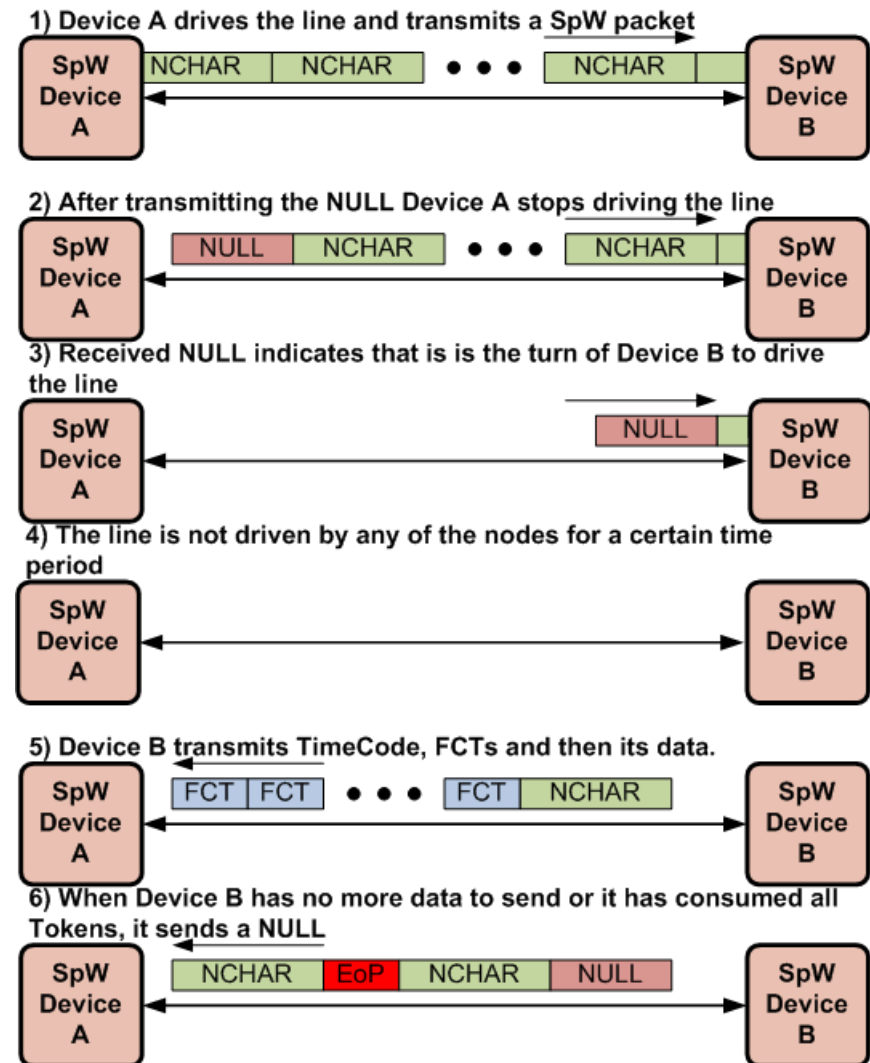 1) Device A drives the line and transmits a SpW packet
SpW Device A
NCHAR NCHAR NCHAR
SpW Device B
2) After transmitting the NULL Device A stops driving the line
SpW Device A
NULL NCHAR NCHAR
SpW Device B
3) Received NULL indicates that is is the turn of Device B to drive
the line
SpW Device A
NULL
SpW Device B
4) The line is not driven by any of the nodes for a certain time
period
SpW Device A
SpW Device B
5) Device B transmits TimeCode, FCTs and then its data.
SpW Device A
FCT FCT FCT NCHAR
SpW Device B
6) When Device B has no more data to send or it has consumed all
Tokens, it sends a NULL
SpW Device A
NCHAR EoP NCHAR NULL
SpW Device B